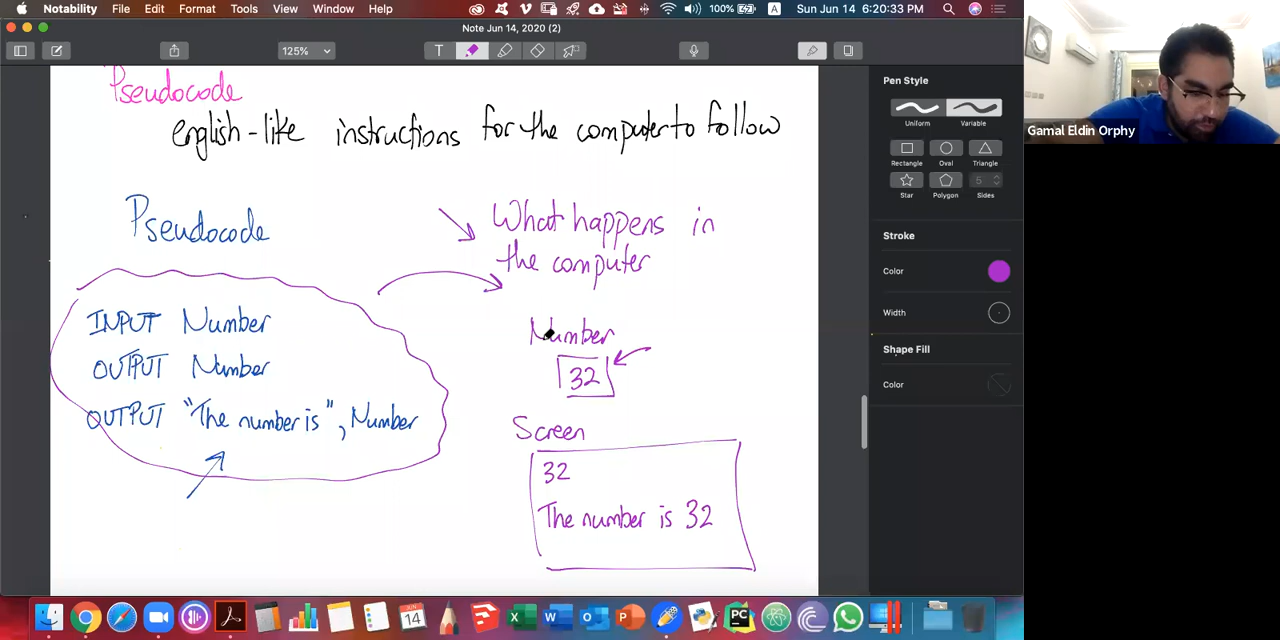 Notability File Edit Format Tools View Window Help 100% A Sun Jun 14 6:20:33 PM
Note Jun 14, 2020 (2)
125% T
Pseudocode
english-like instructions for the computer to follow
Pseudocode
What happens in
the computer
INPUT Number
OUTPUT Number
OUTPUT "The number is", Number
Number
32
Screen
32
The number is 32
Pen Style
Uniform Variable
Rectangle Oval Triangle
Star Polygon 5 Sides
Stroke
Color
Width
Shape Fill
Color
Gamal Eldin Orphy
JUN
14
X W P PC